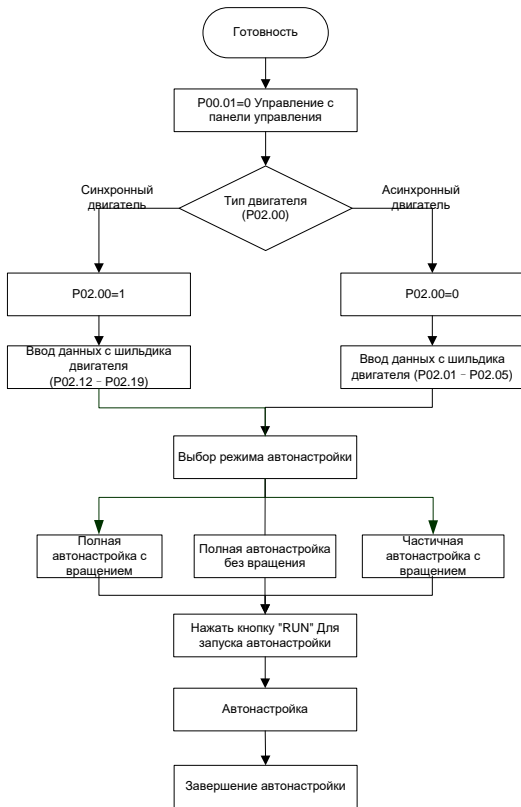 Готовность
P00.01=0 Управление с
панели управления
Синхронный
двигатель
Тип двигателя
(P02.00)
Асинхронный
двигатель
P02.00=1
P02.00=0
Ввод данных с шильдика
двигателя
(P02.12 - P02.19)
Ввод данных с шильдика
двигателя (P02.01 - P02.05)
Выбор режима автонастройки
Полная
автонастройка с
вращением
Полная автонастройка
без вращения
Частичная
автонастройка с
вращением
Нажать кнопку "RUN" Для
запуска автонастройки
Автонастройка
Завершение автонастройки